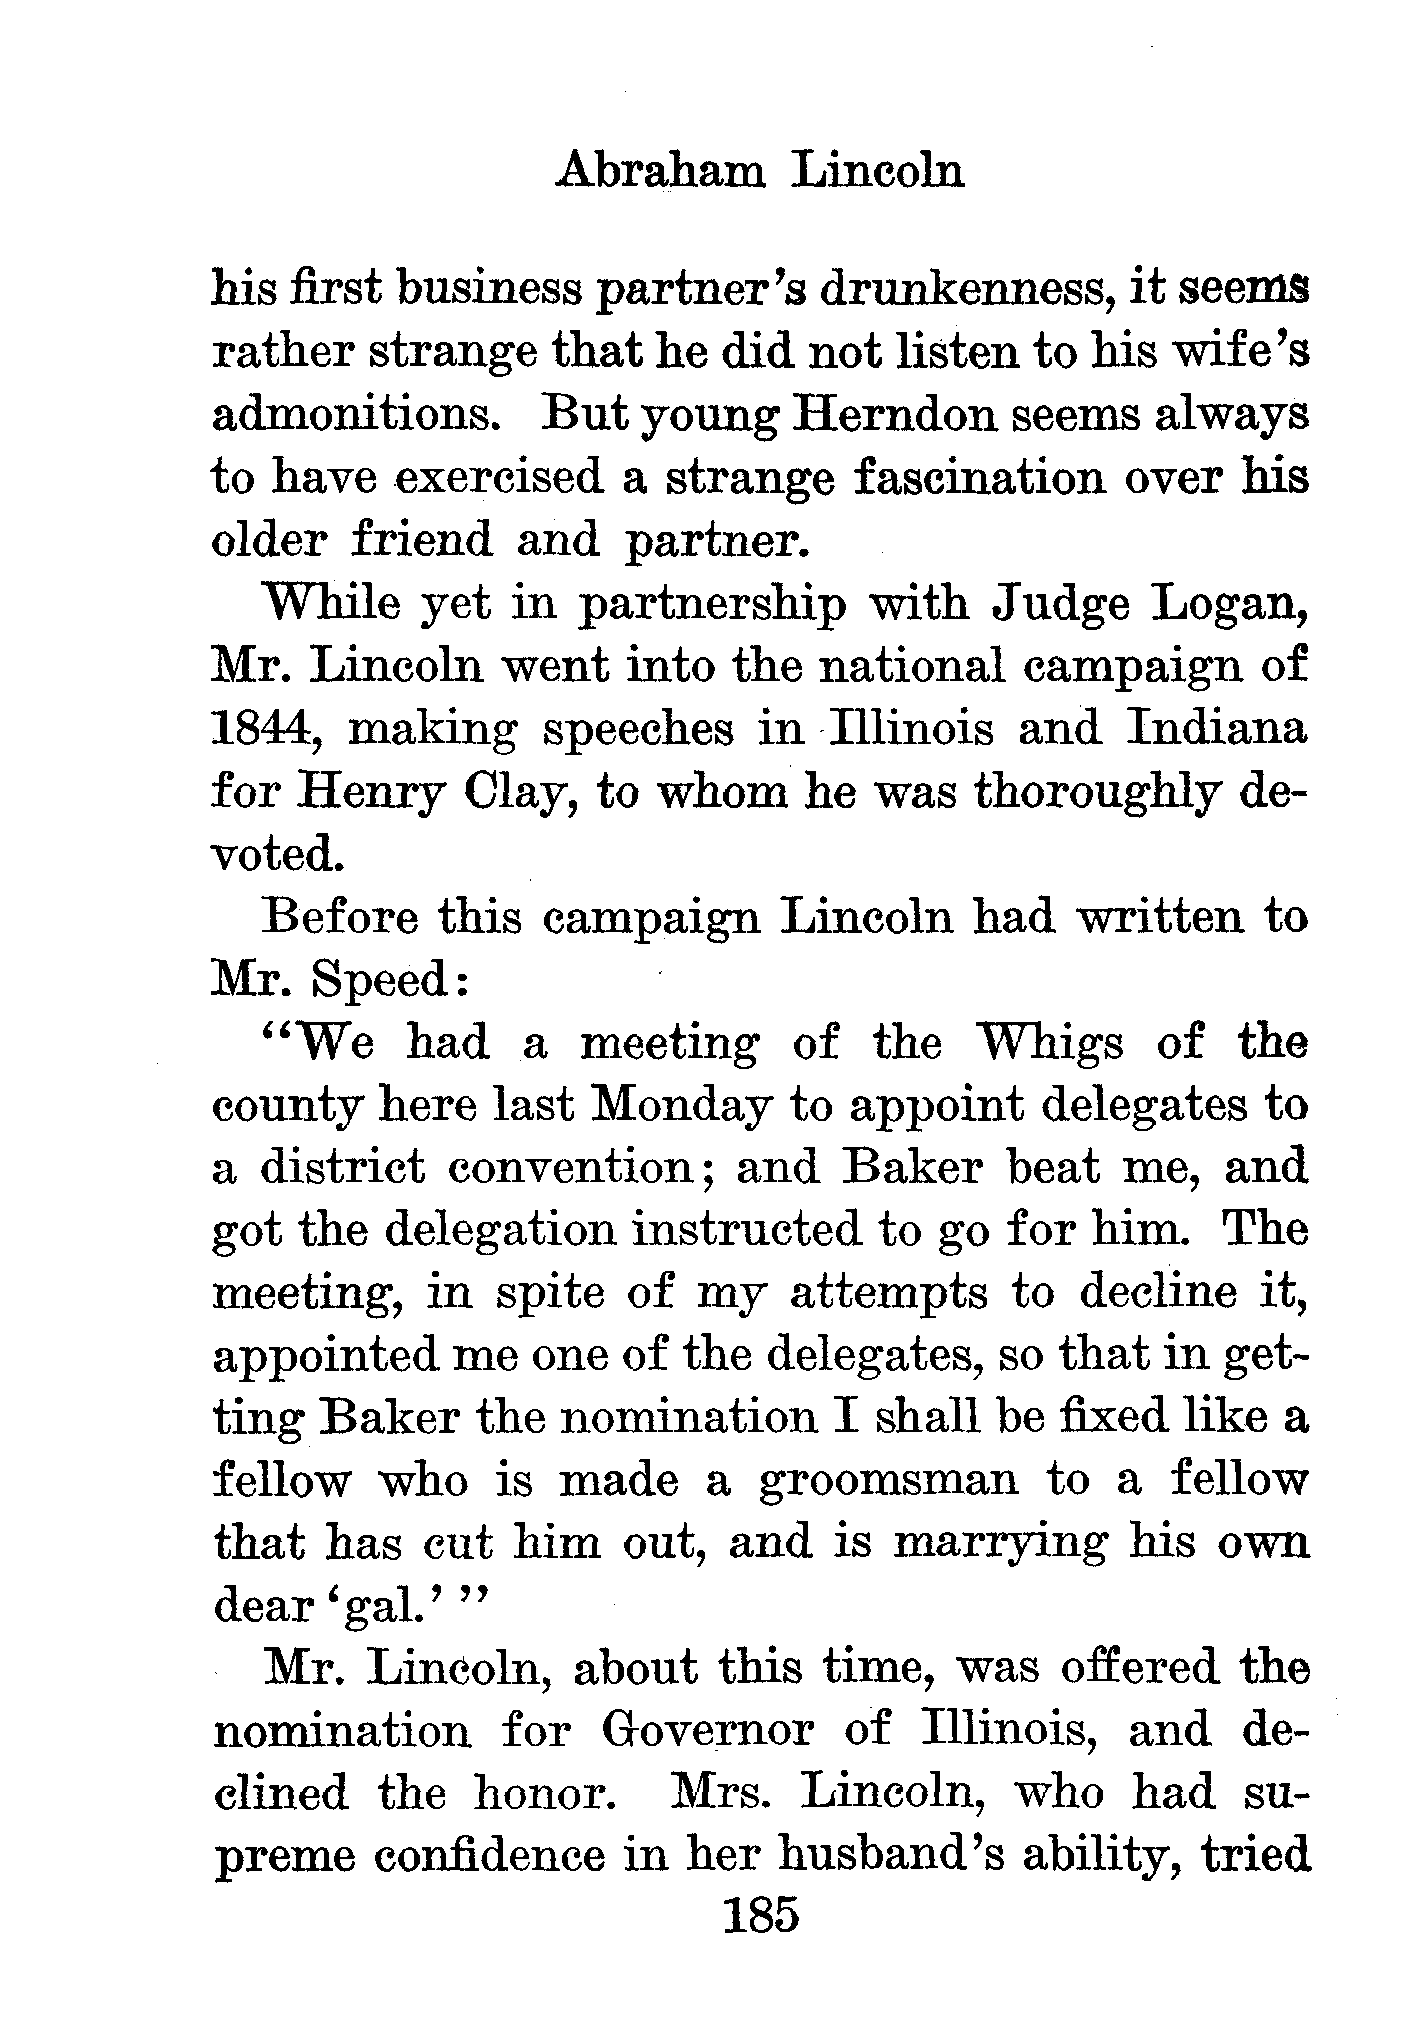 Abraham Lincoln
his first business partner's drunkenness, it seems
rather strange that he did not listen to his wife's
admonitions. But young Herndon seems always
to have exercised a strange fascination over his
older friend and partner.
While yet in partnership with Judge Logan,
Mr. Lincoln went into the national campaign of
1844, making speeches in Illinois and Indiana
for Henry Clay, to whom he was thoroughly de-
voted.
Before this campaign Lincoln had written to
Mr. Speed:
"We had a meeting of the Whigs of the
county here last Monday to appoint delegates to
a district convention; and Baker beat me, and
got the delegation instructed to go for him. The
meeting, in spite of my attempts to decline it,
appointed me one of the delegates, so that in get-
ting Baker the nomination I shall be fixed like a
fellow who is made a groomsman to a fellow
that has cut him out, and is marrying his own
dear 'gal.' "
Mr. Lincoln, about this time, was offered the
nomination for Governor of Illinois, and de-
clined the honor. Mrs. Lincoln, who had su-
preme confidence in her husband's ability, tried
185